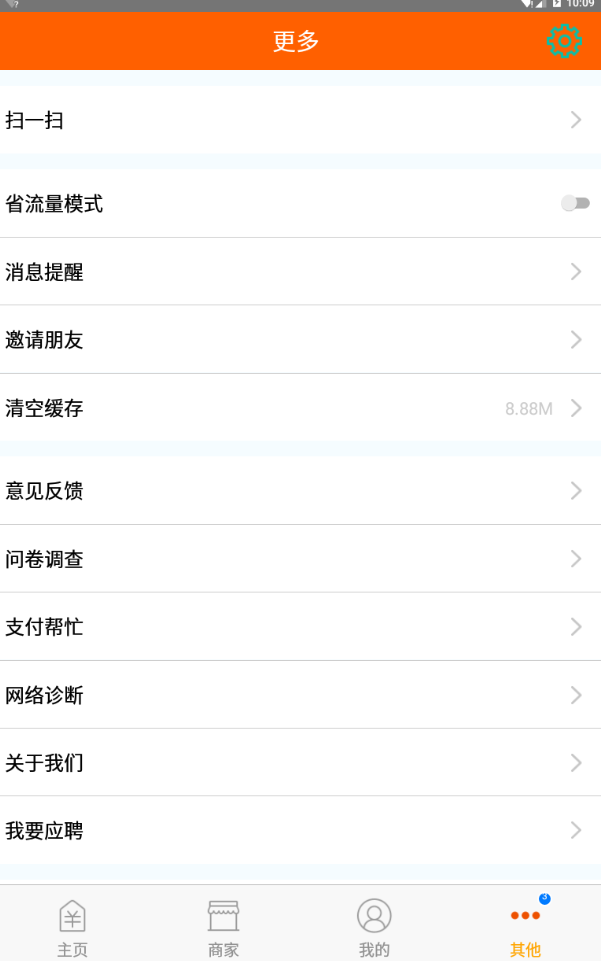 10:09
更多
扫一扫
省流量模式
消息提醒
邀请朋友
清空缓存 8.88M
意见反馈
问卷调查
支付帮忙
网络诊断
关于我们
我要应聘
3
主页 商家 我的 其他